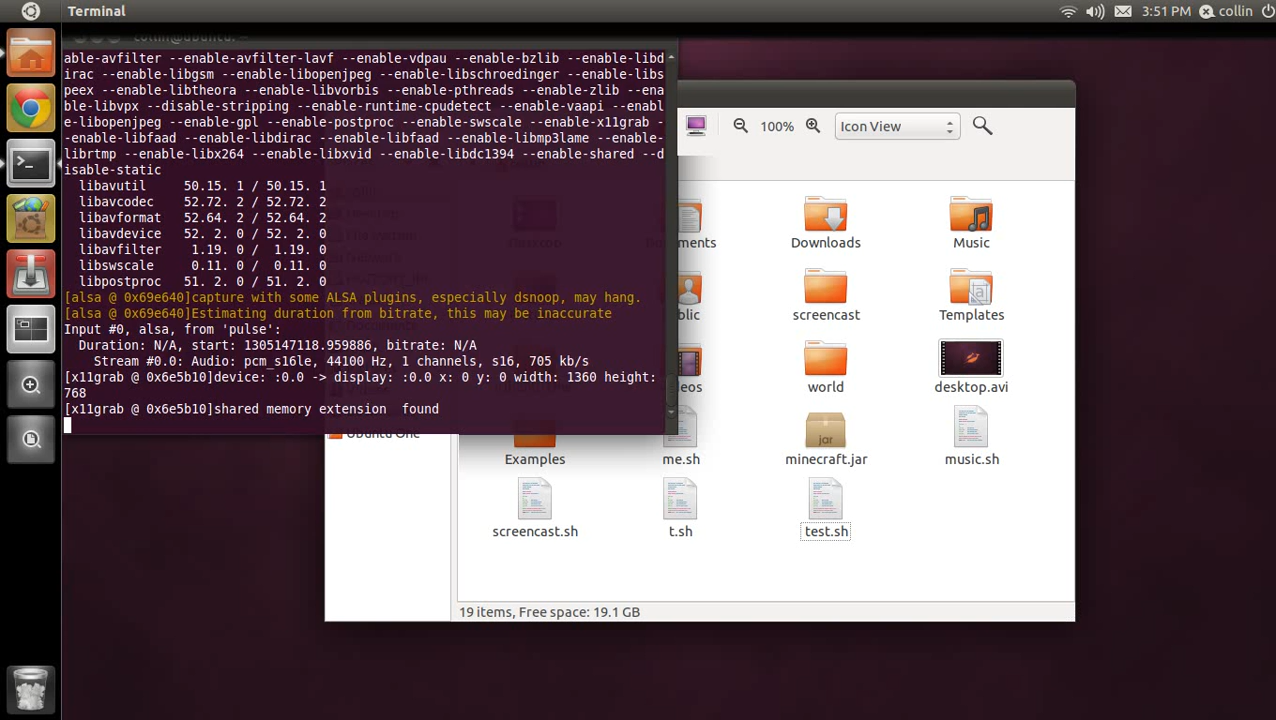 Terminal
3:51 PM
collin
collin@ubuntu: ~
able-avfilter --enable-avfilter-lavf --enable-vdpau --enable-bzlib --enable-libd
irac --enable-libgsm --enable-libopenjpeg --enable-libschroedinger --enable-libs
peex --enable-libtheora --enable-libvorbis --enable-pthreads --enable-zlib --ena
ble-libvpx --disable-stripping --enable-runtime-cpudetect --enable-vaapi --enabl
e-libopenjpeg --enable-gpl --enable-postproc --enable-swscale --enable-x11grab -
-enable-libfaad --enable-libdirac --enable-libfaad --enable-libmp3lame --enable-
librtmp --enable-libx264 --enable-libxvid --enable-libdc1394 --enable-shared --d
isable-static
libavutil 50.15. 1 / 50.15. 1
libavcodec 52.72. 2 / 52.72. 2
libavformat 52.64. 2 / 52.64. 2
libavdevice 52. 2. 0 / 52. 2. 0
libavfilter 1.19. 0 / 1.19. 0
libswscale 0.11. 0 / 0.11. 0
libpostproc 51. 2. 0 / 51. 2. 0
[alsa @ 0x69e640]capture with some ALSA plugins, especially dsnoop, may hang.
[alsa @ 0x69e640]Estimating duration from bitrate, this may be inaccurate
Input #0, alsa, from 'pulse':
Duration: N/A, start: 1305147118.959886, bitrate: N/A
Stream #0.0: Audio: pcm_s16le, 44100 Hz, 1 channels, s16, 705 kb/s
[x11grab @ 0x6e5b10]device: :0.0 -> display: :0.0 x: 0 y: 0 width: 1360 height:
768
[x11grab @ 0x6e5b10]shared memory extension  found
100%
Icon View
Downloads
Music
screencast
Templates
world
desktop.avi
Ubuntu One
Examples
me.sh
minecraft.jar
music.sh
screencast.sh
t.sh
test.sh
19 items, Free space: 19.1 GB
jar